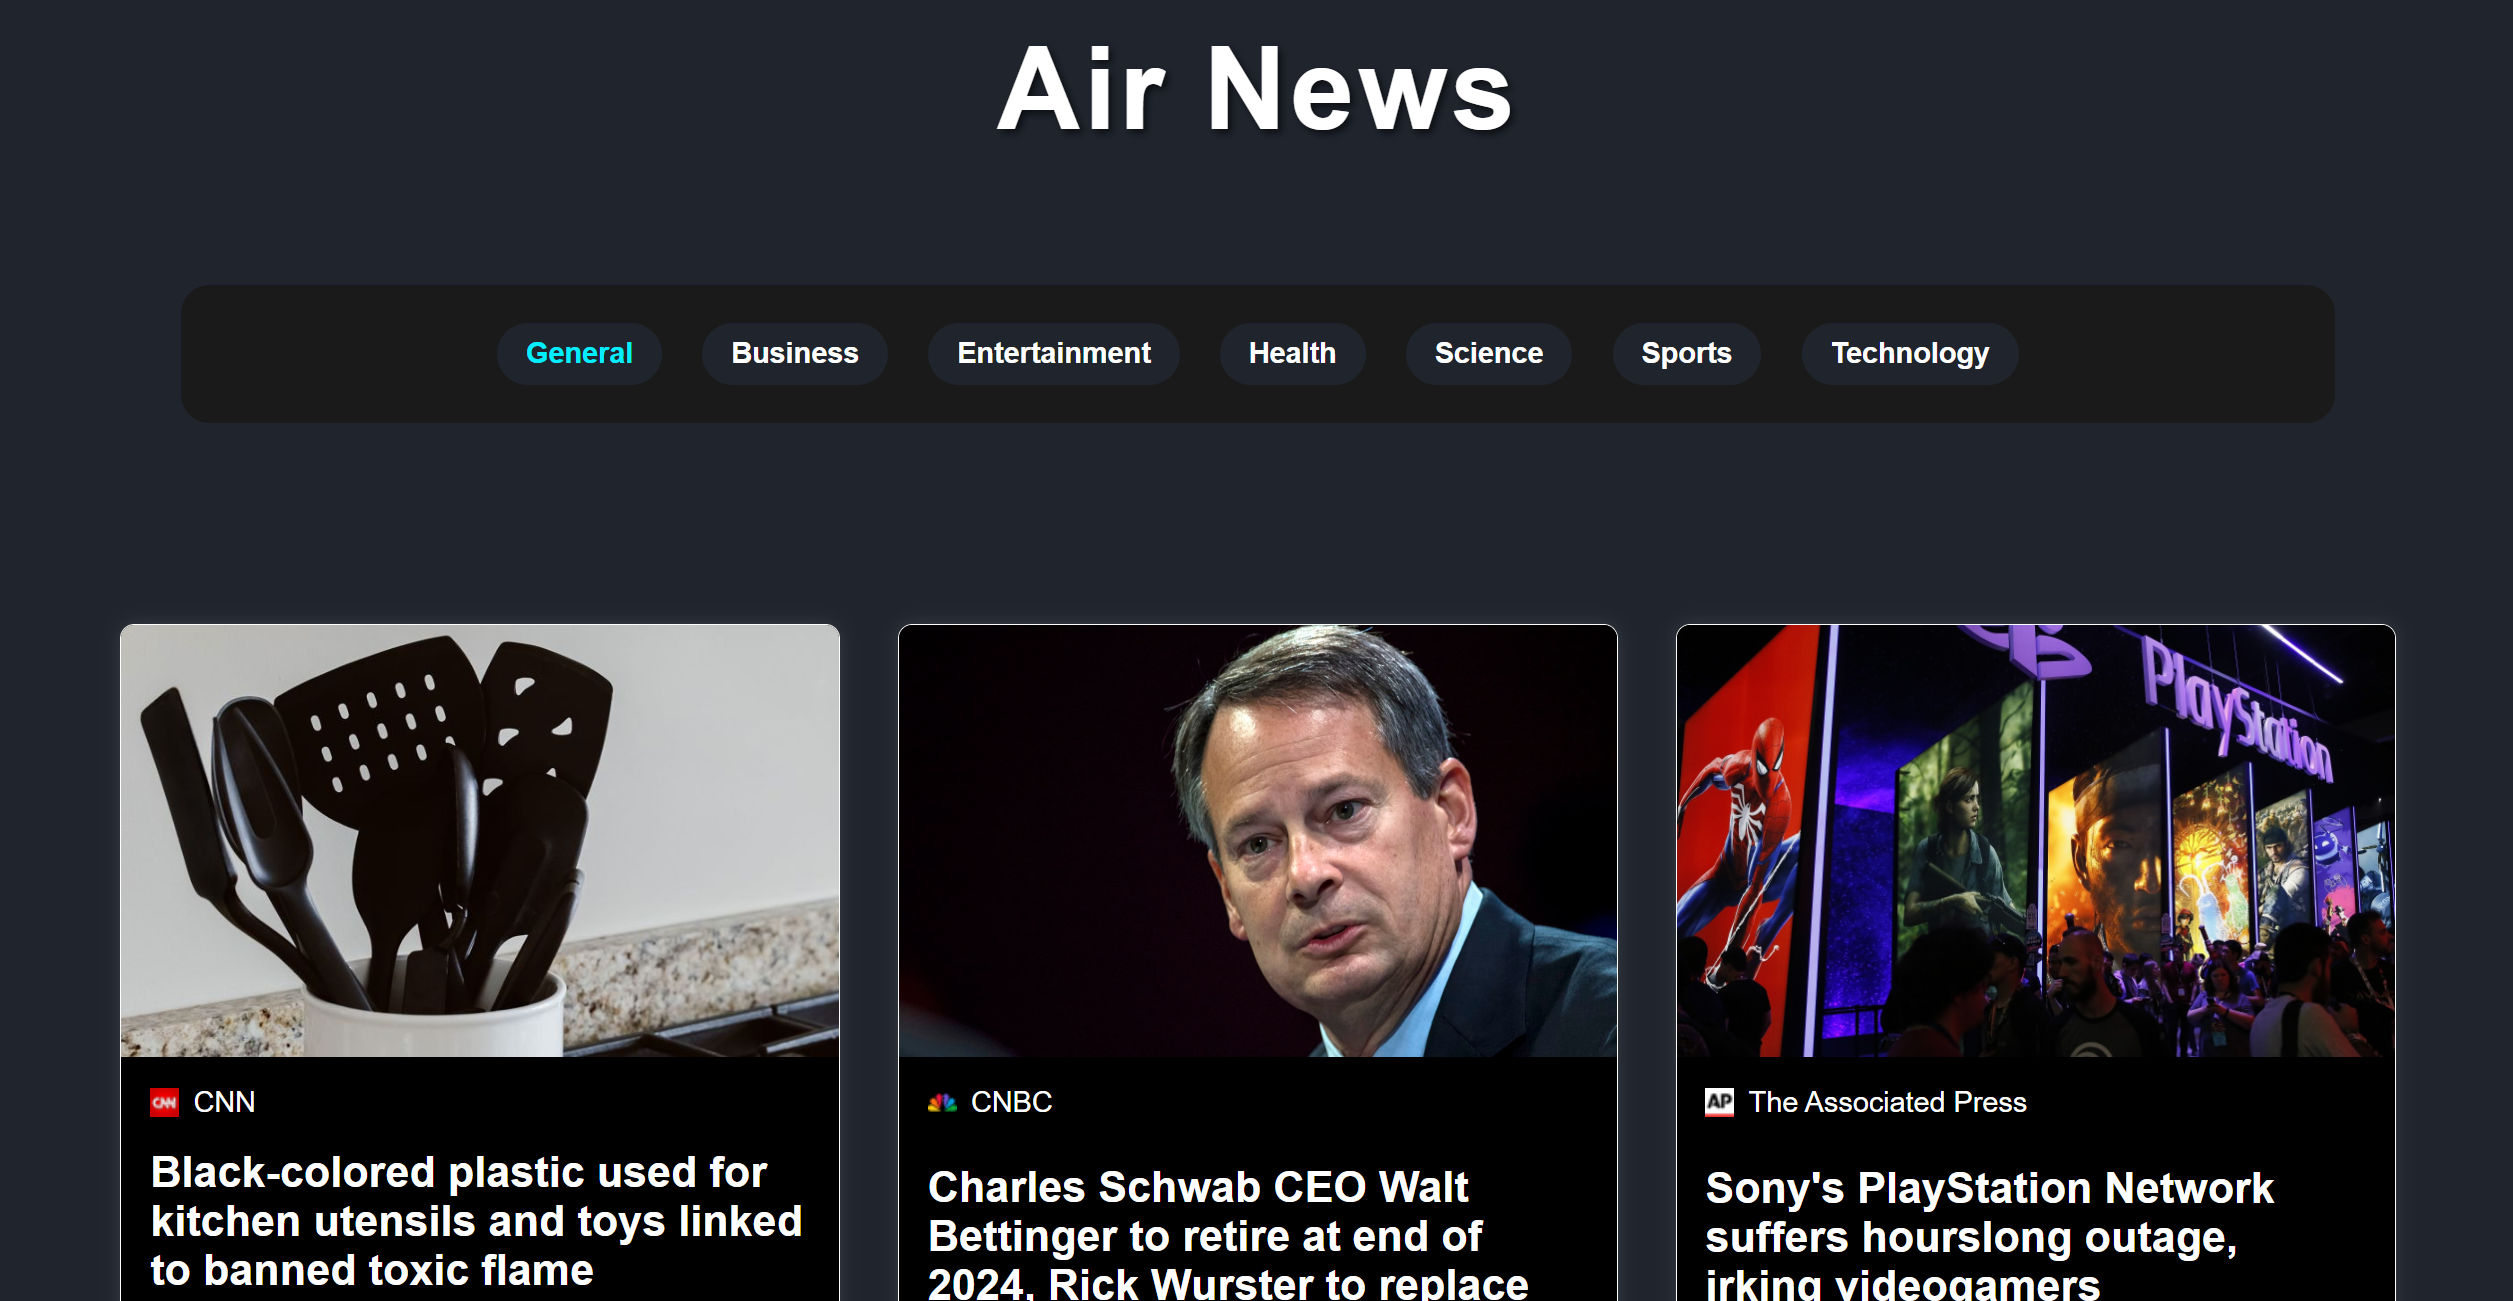 Air News
General Business Entertainment Health Science Sports Technology
PlayStation
CNN CNN
CNBC
AP The Associated Press
Black-colored plastic used for
kitchen utensils and toys linked
to banned toxic flame
Charles Schwab CEO Walt
Bettinger to retire at end of
2024, Rick Wurster to replace
Sony's PlayStation Network
suffers hourslong outage,
irking videogamers